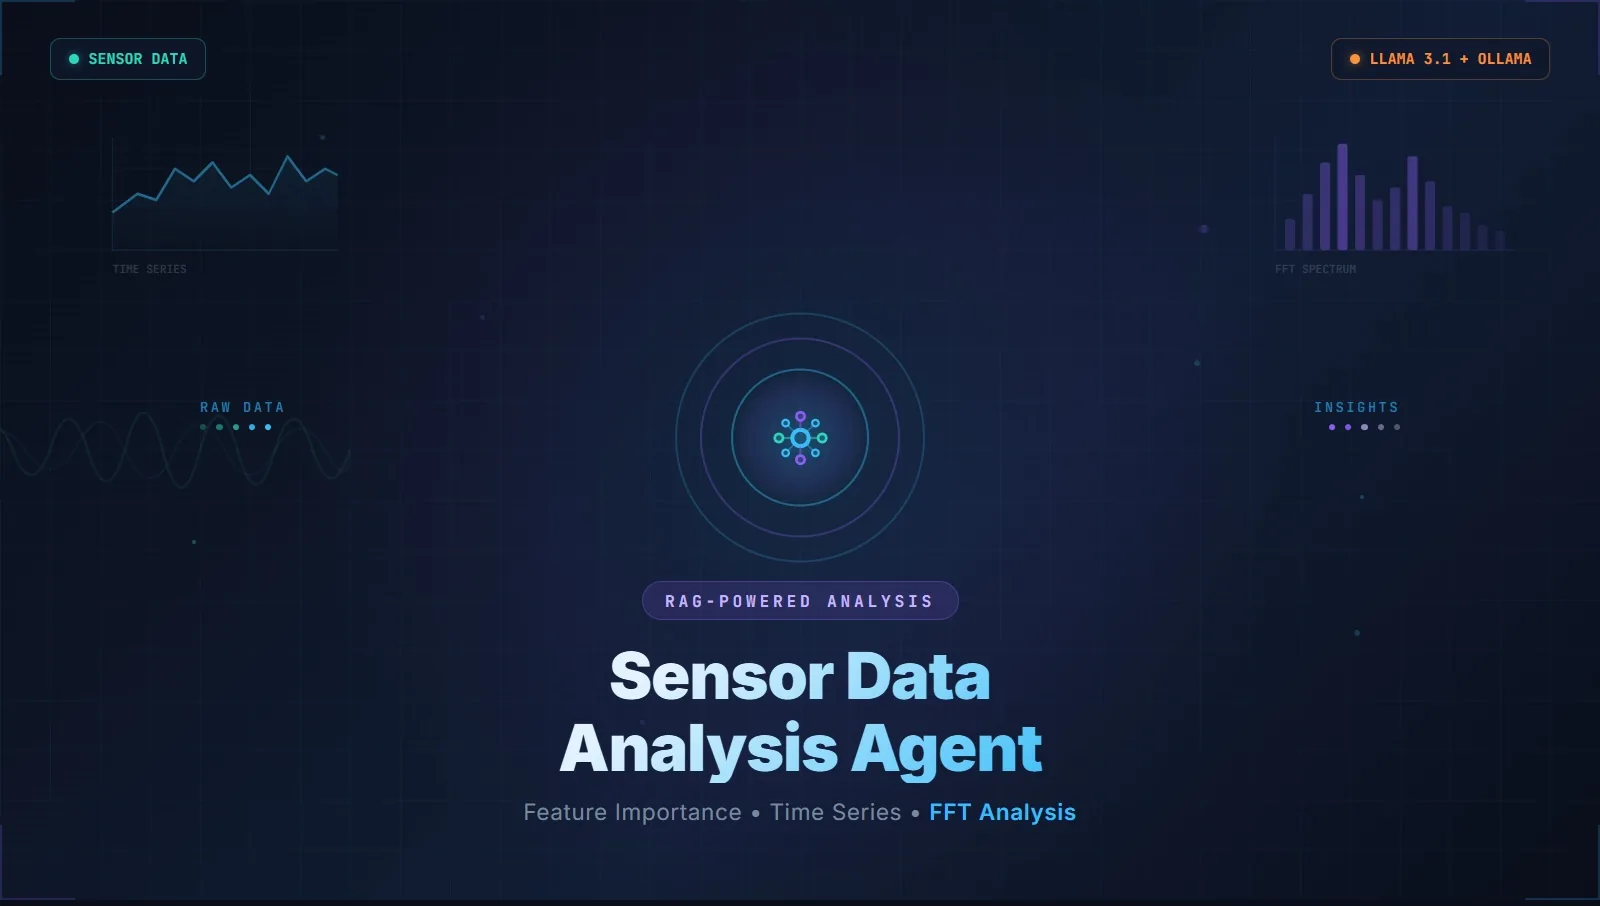 SENSOR DATA
LLAMA 3.1 + OLLAMA
TIME SERIES
FFT SPECTRUM
RAW DATA
INSIGHTS
RAG-POWERED ANALYSIS
Sensor Data
Analysis Agent
Feature Importance • Time Series • FFT Analysis